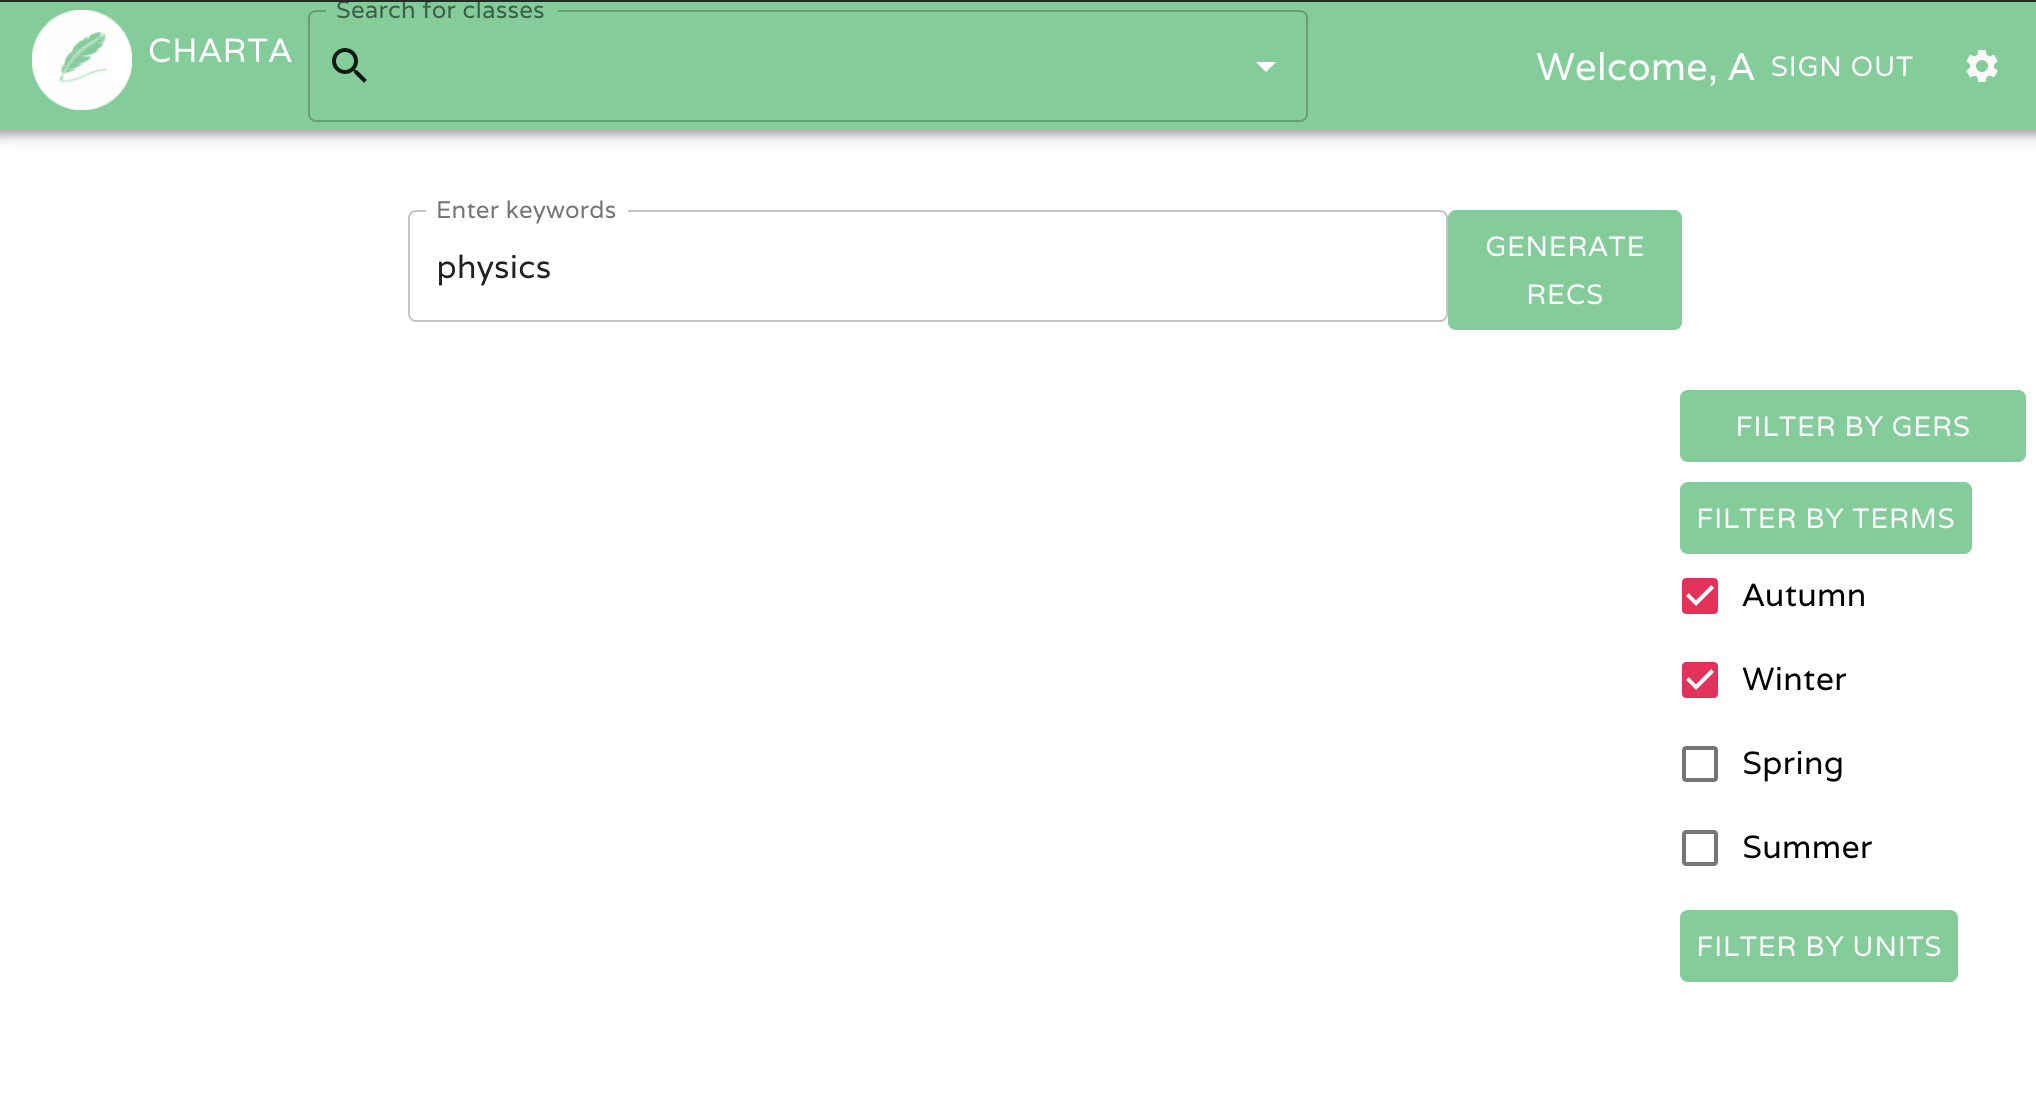 CHARTA
Search for classes
Welcome, A
SIGN OUT
Enter keywords
physics
GENERATE
RECS
FILTER BY GERS
FILTER BY TERMS
Autumn
Winter
Spring
Summer
FILTER BY UNITS